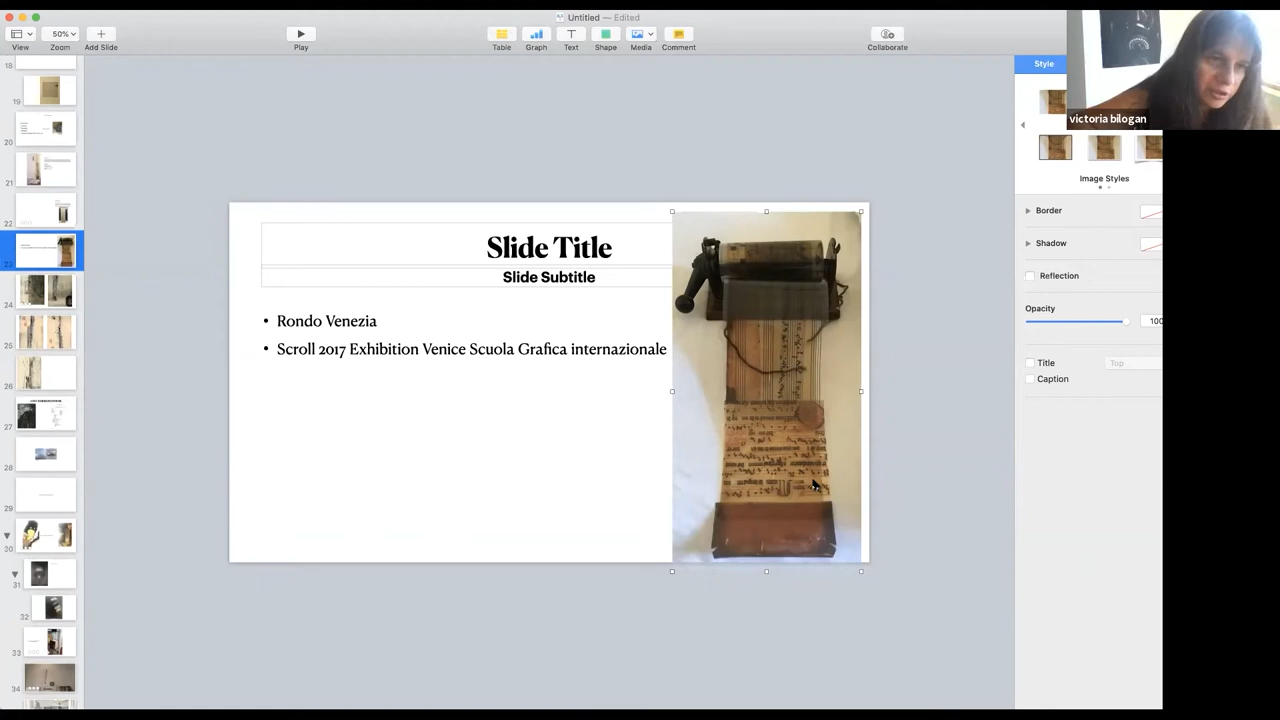 Untitled — Edited
50%
View
Zoom
Add Slide
Play
Table
Graph
Text
Shape
Media
Comment
Collaborate
Style
victoria bilogan
Image Styles
Border
Shadow
Reflection
Opacity
100
Title
Top
Caption
18
19
20
21
22
23
24
25
26
27
28
29
30
31
32
33
34
Slide Title
Slide Subtitle
• Rondo Venezia
• Scroll 2017 Exhibition Venice Scuola Grafica internazionale